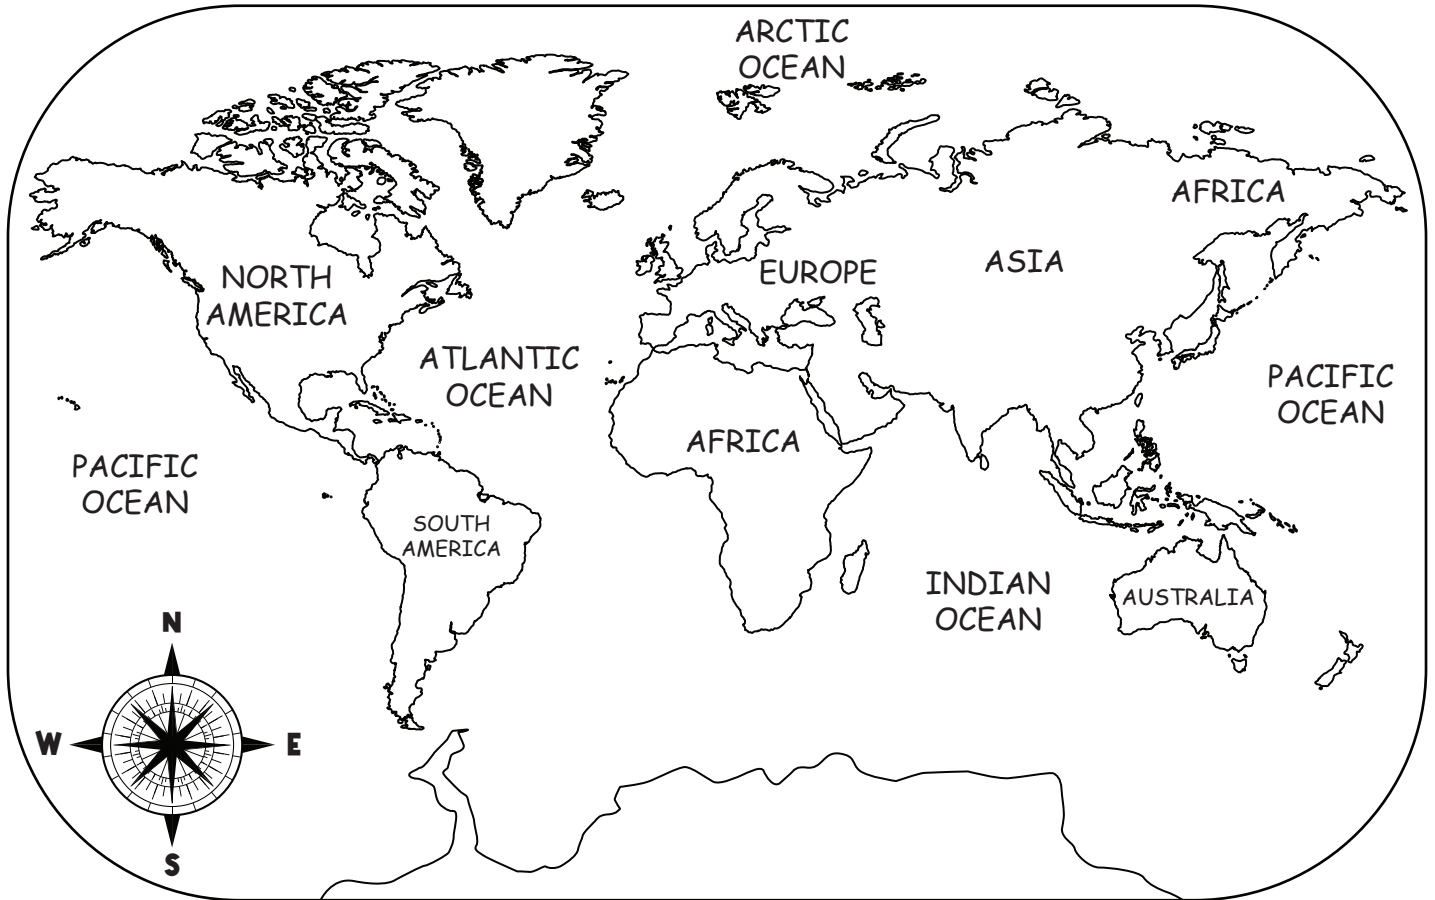 ARCTIC
OCEAN
AFRICA
ASIA
EUROPE
NORTH
AMERICA
ATLANTIC
OCEAN
PACIFIC
OCEAN
AFRICA
PACIFIC
OCEAN
SOUTH
AMERICA
INDIAN
OCEAN
AUSTRALIA
N
W
E
S